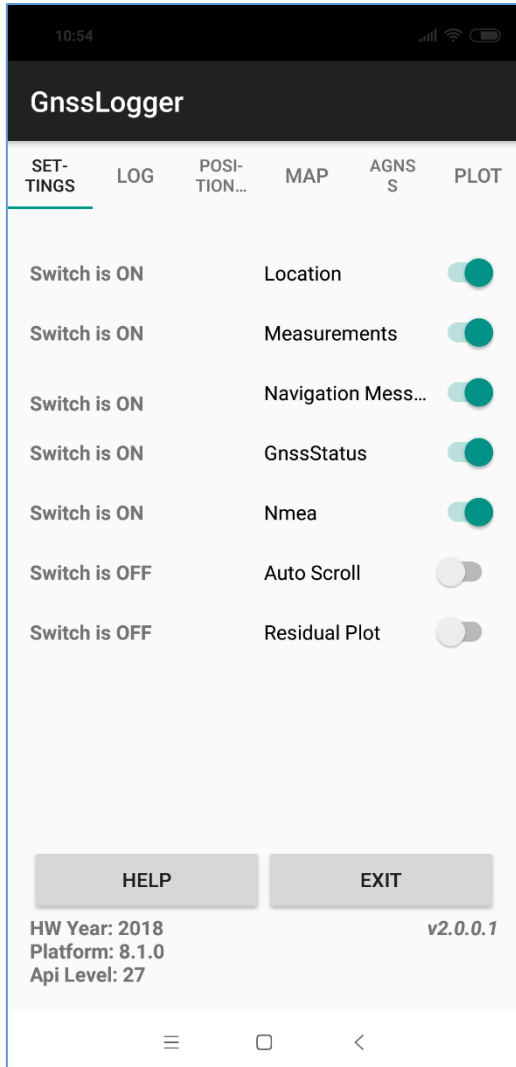 10:54
GnssLogger
SET-
TINGS
LOG
POSI-
TION...
MAP
AGNS
S
PLOT
Switch is ON Location
Switch is ON Measurements
Switch is ON Navigation Mess...
Switch is ON GnssStatus
Switch is ON Nmea
Switch is OFF Auto Scroll
Switch is OFF Residual Plot
HELP EXIT
HW Year: 2018 v2.0.0.1
Platform: 8.1.0
Api Level: 27